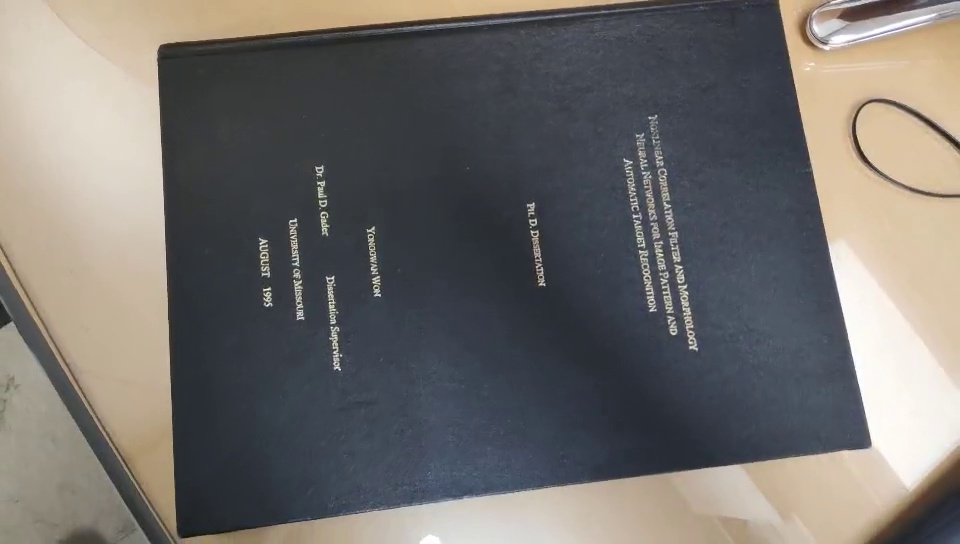 NONLINEAR CORRELATION FILTER AND MORPHOLOGY
NEURAL NETWORKS FOR IMAGE PATTERN AND
AUTOMATIC TARGET RECOGNITION
PH. D. DISSERTATION
YONGGWAN WON
Dr. Paul D. Gader Dissertation Supervisor
UNIVERSITY OF MISSOURI
AUGUST 1995